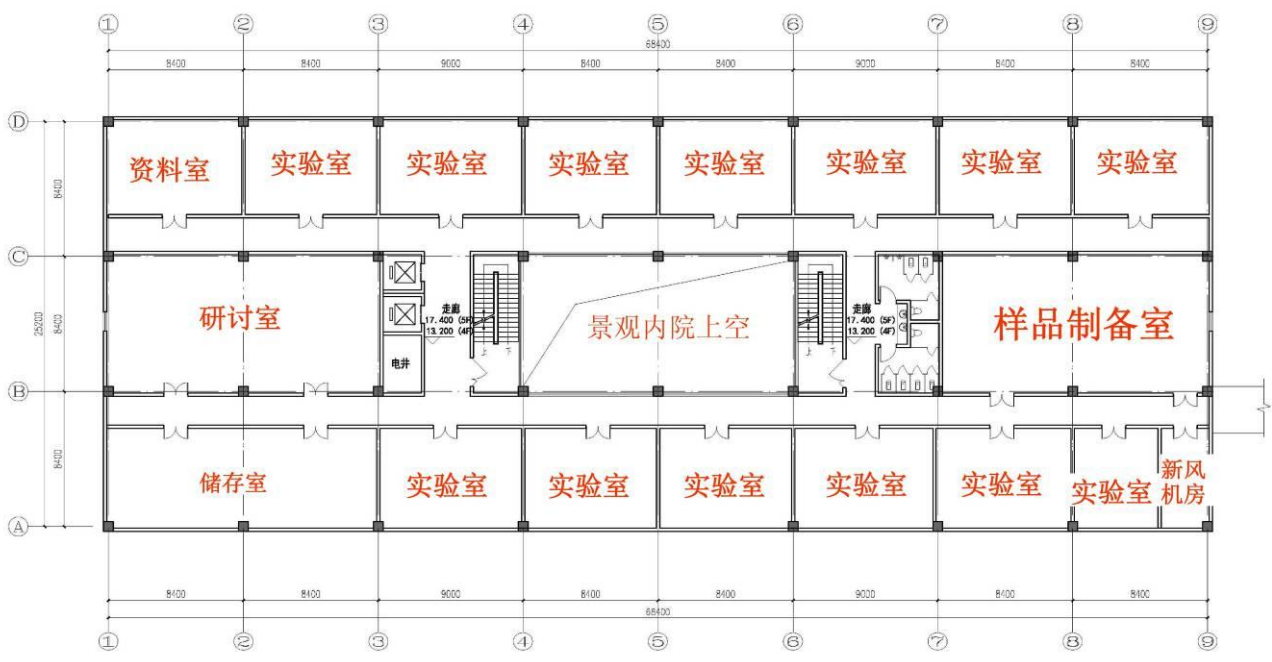 ① ② ③ ④ ⑤ ⑥ ⑦ ⑧ ⑨
68400
8400 8400 9000 8400 8400 9000 8400 8400
D
资料室 实验室 实验室 实验室 实验室 实验室 实验室 实验室
8400
C
25200
8400
研讨室
走廊
17.400 (5F)
13.200 (4F)
电井
上 下
景观内院上空
上 下
走廊
17.400 (5F)
13.200 (4F)
样品制备室
B
8400
储存室 实验室 实验室 实验室 实验室 实验室 实验室
新风
机房
A
8400 8400 9000 8400 8400 9000 8400 8400
68400
① ② ③ ④ ⑤ ⑥ ⑦ ⑧ ⑨